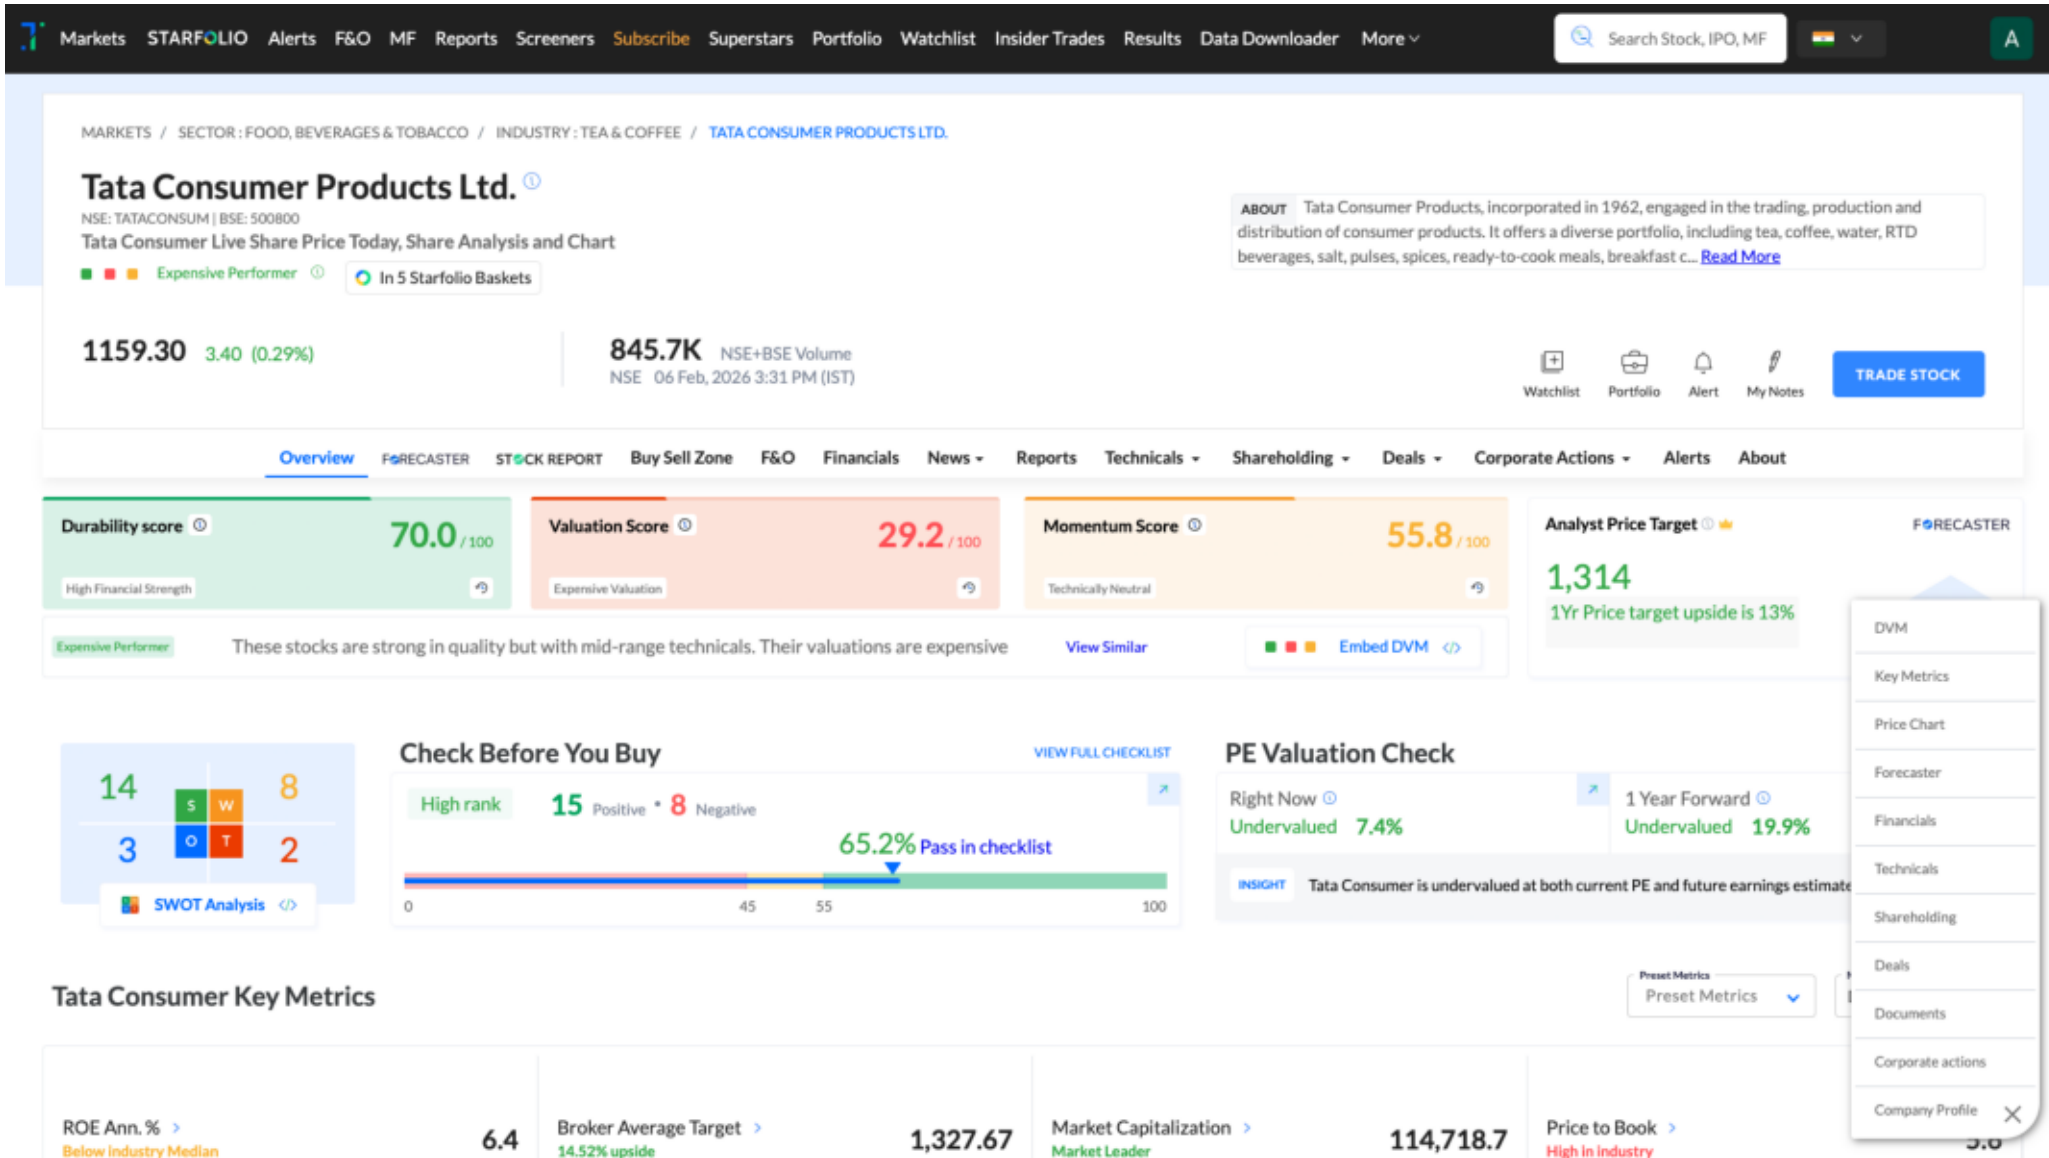 Markets STARFOLIO Alerts F&O MF Reports Screeners Subscribe Superstars Portfolio Watchlist Insider Trades Results Data Downloader More Search Stock, IPO, MF A
MARKETS / SECTOR : FOOD, BEVERAGES & TOBACCO / INDUSTRY : TEA & COFFEE / TATA CONSUMER PRODUCTS LTD.
Tata Consumer Products Ltd.
NSE: TATACONSUM | BSE: 500800
Tata Consumer Live Share Price Today, Share Analysis and Chart
Expensive Performer In 5 Starfolio Baskets
ABOUT Tata Consumer Products, incorporated in 1962, engaged in the trading, production and
distribution of consumer products. It offers a diverse portfolio, including tea, coffee, water, RTD
beverages, salt, pulses, spices, ready-to-cook meals, breakfast c... Read More
1159.30 3.40 (0.29%)
845.7K NSE+BSE Volume
NSE 06 Feb, 2026 3:31 PM (IST)
Watchlist Portfolio Alert My Notes TRADE STOCK
Overview FORECASTER STOCK REPORT Buy Sell Zone F&O Financials News Reports Technicals Shareholding Deals Corporate Actions Alerts About
Durability score 70.0 / 100
High Financial Strength
Valuation Score 29.2 / 100
Expensive Valuation
Momentum Score 55.8 / 100
Technically Neutral
Analyst Price Target FORECASTER
1,314
1Yr Price target upside is 13%
Expensive Performer These stocks are strong in quality but with mid-range technicals. Their valuations are expensive View Similar Embed DVM </>
14 8
S W
O T
3 2
SWOT Analysis </>
Check Before You Buy VIEW FULL CHECKLIST
High rank 15 Positive • 8 Negative
65.2% Pass in checklist
0 45 55 100
PE Valuation Check
Right Now
Undervalued 7.4%
1 Year Forward
Undervalued 19.9%
INSIGHT Tata Consumer is undervalued at both current PE and future earnings estimate
Tata Consumer Key Metrics
Preset Metrics
Preset Metrics
ROE Ann. % 6.4
Below industry Median
Broker Average Target 1,327.67
14.52% upside
Market Capitalization 114,718.7
Market Leader
Price to Book 5.6
High in industry
DVM
Key Metrics
Price Chart
Forecaster
Financials
Technicals
Shareholding
Deals
Documents
Corporate actions
Company Profile